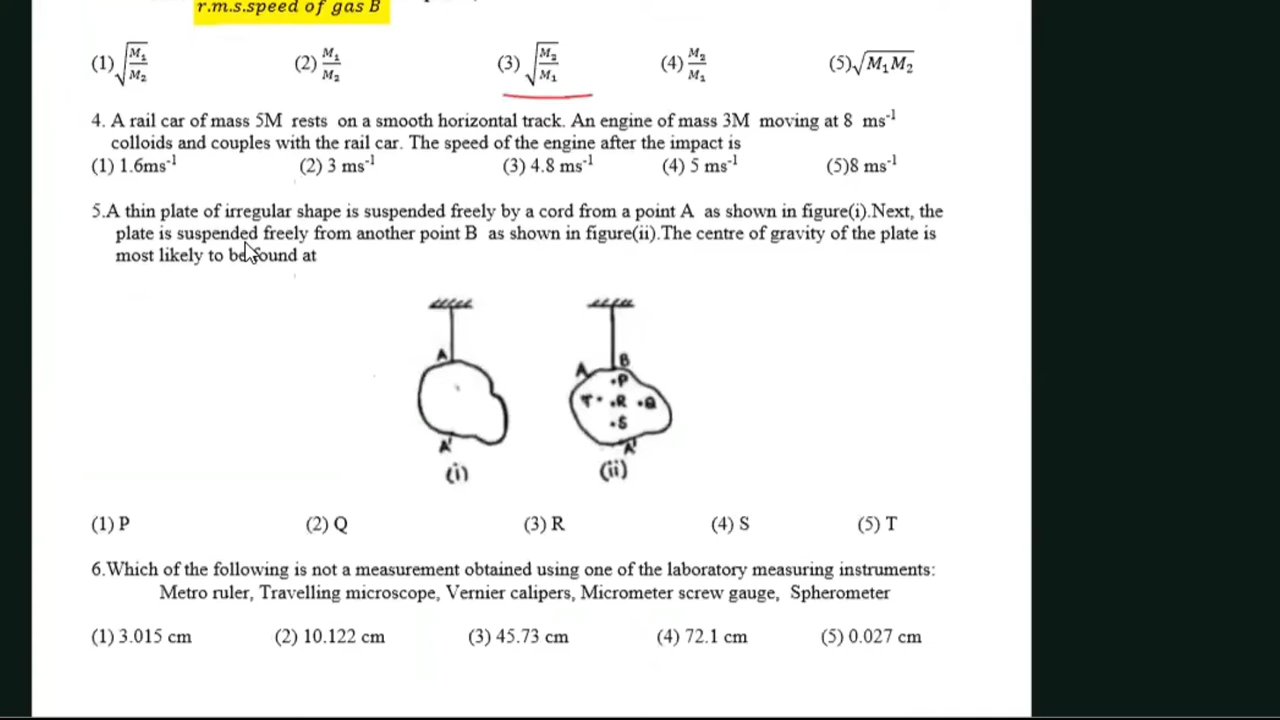 r.m.s.speed of gas B
(1) √(M₁/M₂) (2) M₁/M₂ (3) √(M₂/M₁) (4) M₂/M₁ (5)√M₁M₂
4. A rail car of mass 5M rests on a smooth horizontal track. An engine of mass 3M moving at 8 ms⁻¹
colloids and couples with the rail car. The speed of the engine after the impact is
(1) 1.6ms⁻¹ (2) 3 ms⁻¹ (3) 4.8 ms⁻¹ (4) 5 ms⁻¹ (5)8 ms⁻¹
5.A thin plate of irregular shape is suspended freely by a cord from a point A as shown in figure(i).Next, the
plate is suspended freely from another point B as shown in figure(ii).The centre of gravity of the plate is
most likely to be found at
A B
A P
T R Q
S
A' A'
(i) (ii)
(1) P (2) Q (3) R (4) S (5) T
6.Which of the following is not a measurement obtained using one of the laboratory measuring instruments:
Metro ruler, Travelling microscope, Vernier calipers, Micrometer screw gauge, Spherometer
(1) 3.015 cm (2) 10.122 cm (3) 45.73 cm (4) 72.1 cm (5) 0.027 cm